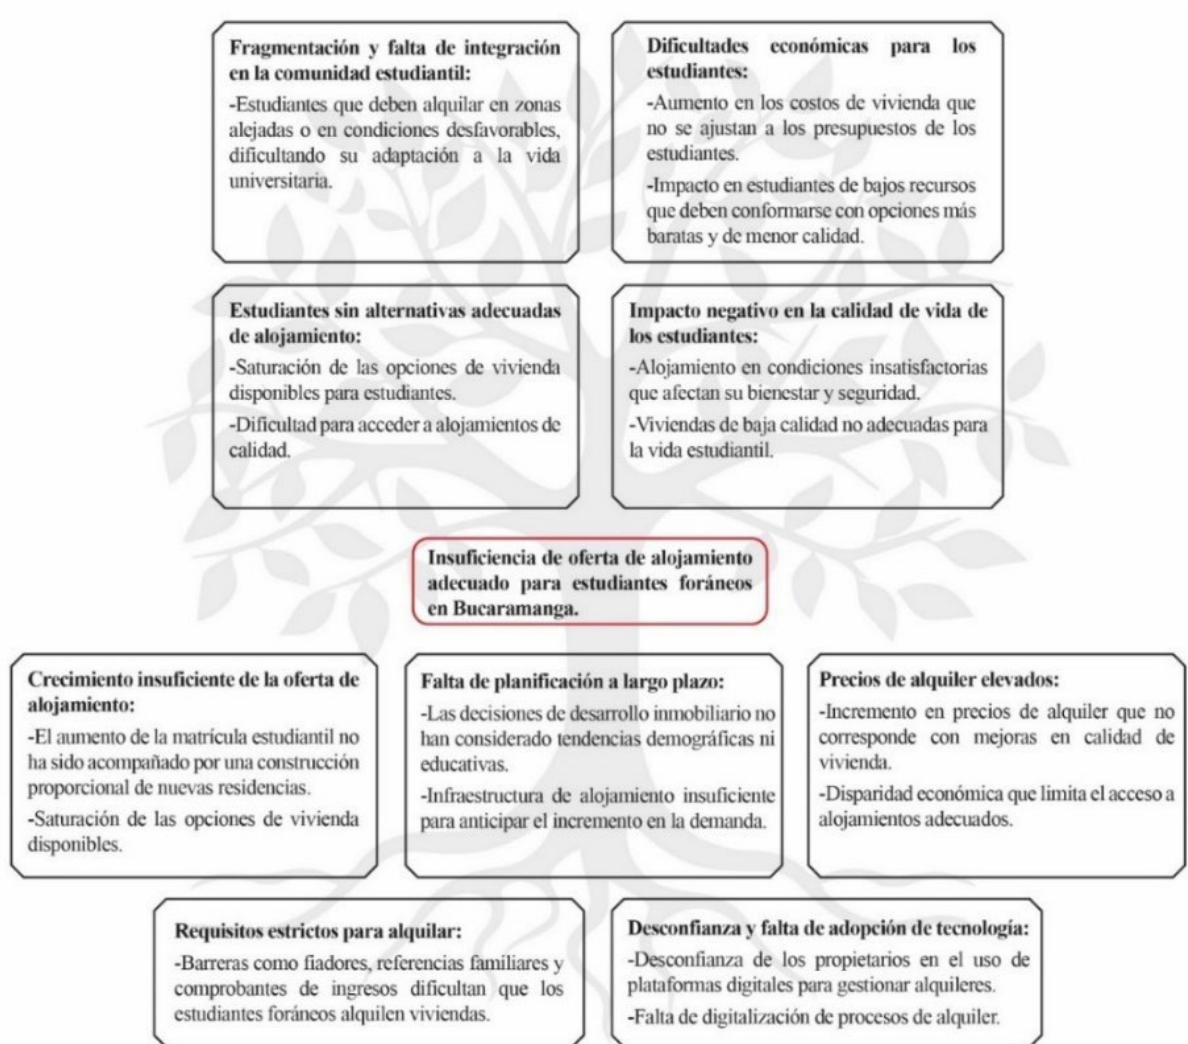 Fragmentación y falta de integración
en la comunidad estudiantil:
-Estudiantes que deben alquilar en zonas
alejadas o en condiciones desfavorables,
dificultando su adaptación a la vida
universitaria.
Dificultades económicas para los
estudiantes:
-Aumento en los costos de vivienda que
no se ajustan a los presupuestos de los
estudiantes.
-Impacto en estudiantes de bajos recursos
que deben conformarse con opciones más
baratas y de menor calidad.
Estudiantes sin alternativas adecuadas
de alojamiento:
-Saturación de las opciones de vivienda
disponibles para estudiantes.
-Dificultad para acceder a alojamientos de
calidad.
Impacto negativo en la calidad de vida de
los estudiantes:
-Alojamiento en condiciones insatisfactorias
que afectan su bienestar y seguridad.
-Viviendas de baja calidad no adecuadas para
la vida estudiantil.
Insuficiencia de oferta de alojamiento
adecuado para estudiantes foráneos
en Bucaramanga.
Crecimiento insuficiente de la oferta de
alojamiento:
-El aumento de la matrícula estudiantil no
ha sido acompañado por una construcción
proporcional de nuevas residencias.
-Saturación de las opciones de vivienda
disponibles.
Falta de planificación a largo plazo:
-Las decisiones de desarrollo inmobiliario no
han considerado tendencias demográficas ni
educativas.
-Infraestructura de alojamiento insuficiente
para anticipar el incremento en la demanda.
Precios de alquiler elevados:
-Incremento en precios de alquiler que no
corresponde con mejoras en calidad de
vivienda.
-Disparidad económica que limita el acceso a
alojamientos adecuados.
Requisitos estrictos para alquilar:
-Barreras como fiadores, referencias familiares y
comprobantes de ingresos dificultan que los
estudiantes foráneos alquilen viviendas.
Desconfianza y falta de adopción de tecnología:
-Desconfianza de los propietarios en el uso de
plataformas digitales para gestionar alquileres.
-Falta de digitalización de procesos de alquiler.